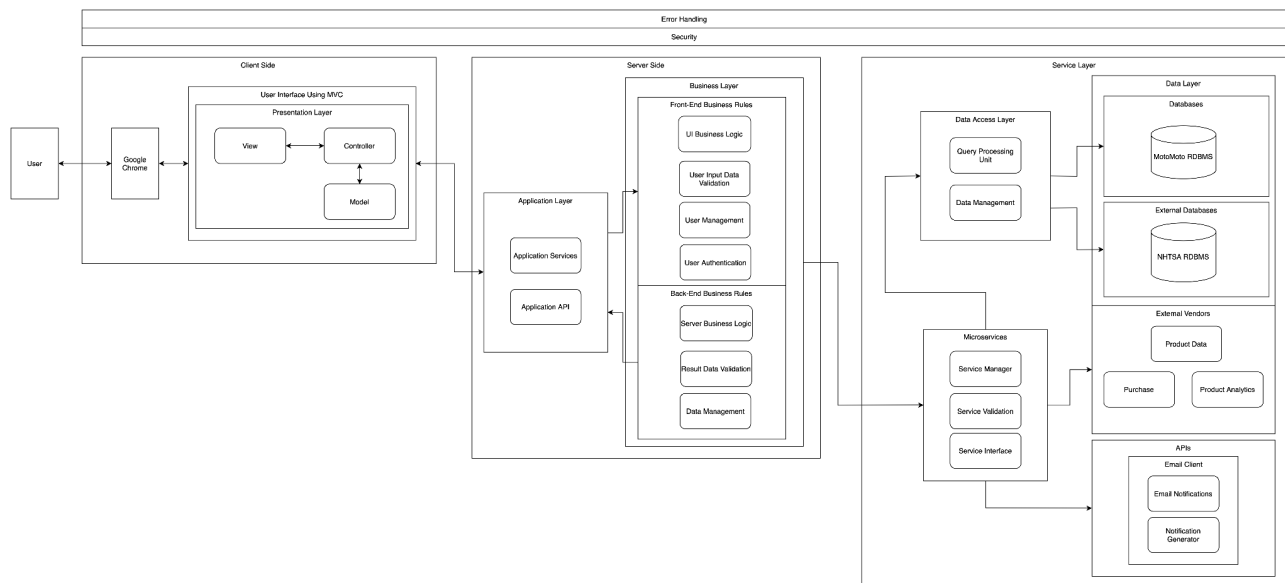 Error Handling
Security
Client Side
User Interface Using MVC
Presentation Layer
View
Controller
Model
User
Google
Chrome
Server Side
Application Layer
Application Services
Application API
Business Layer
Front-End Business Rules
UI Business Logic
User Input Data
Validation
User Management
User Authentication
Back-End Business Rules
Server Business Logic
Result Data Validation
Data Management
Service Layer
Data Access Layer
Query Processing
Unit
Data Management
Microservices
Service Manager
Service Validation
Service Interface
Data Layer
Databases
MotoMoto RDBMS
External Databases
NHTSA RDBMS
External Vendors
Product Data
Purchase
Product Analytics
APIs
Email Client
Email Notifications
Notification
Generator